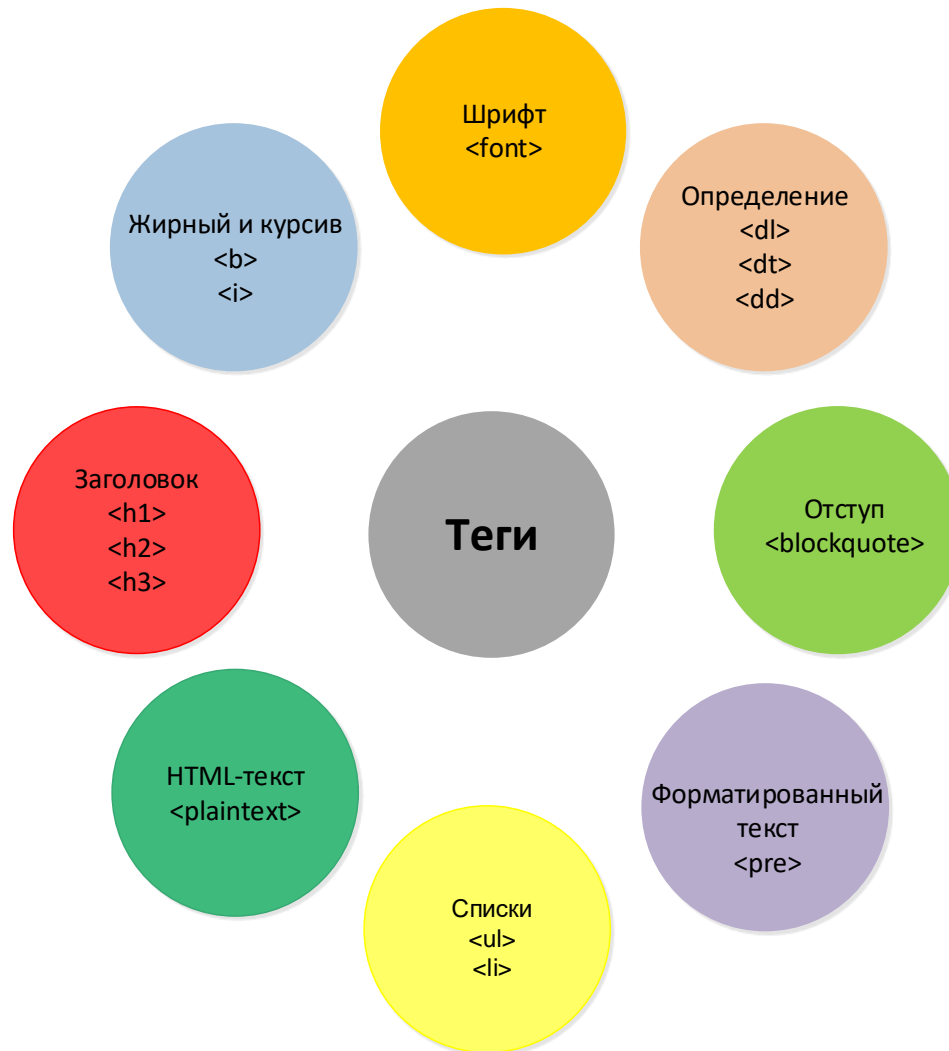 Шрифт
<font>
Определение
<dl>
<dt>
<dd>
Жирный и курсив
<b>
<i>
Заголовок
<h1>
<h2>
<h3>
Теги
Отступ
<blockquote>
HTML-текст
<plaintext>
Форматированный
текст
<pre>
Списки
<ul>
<li>